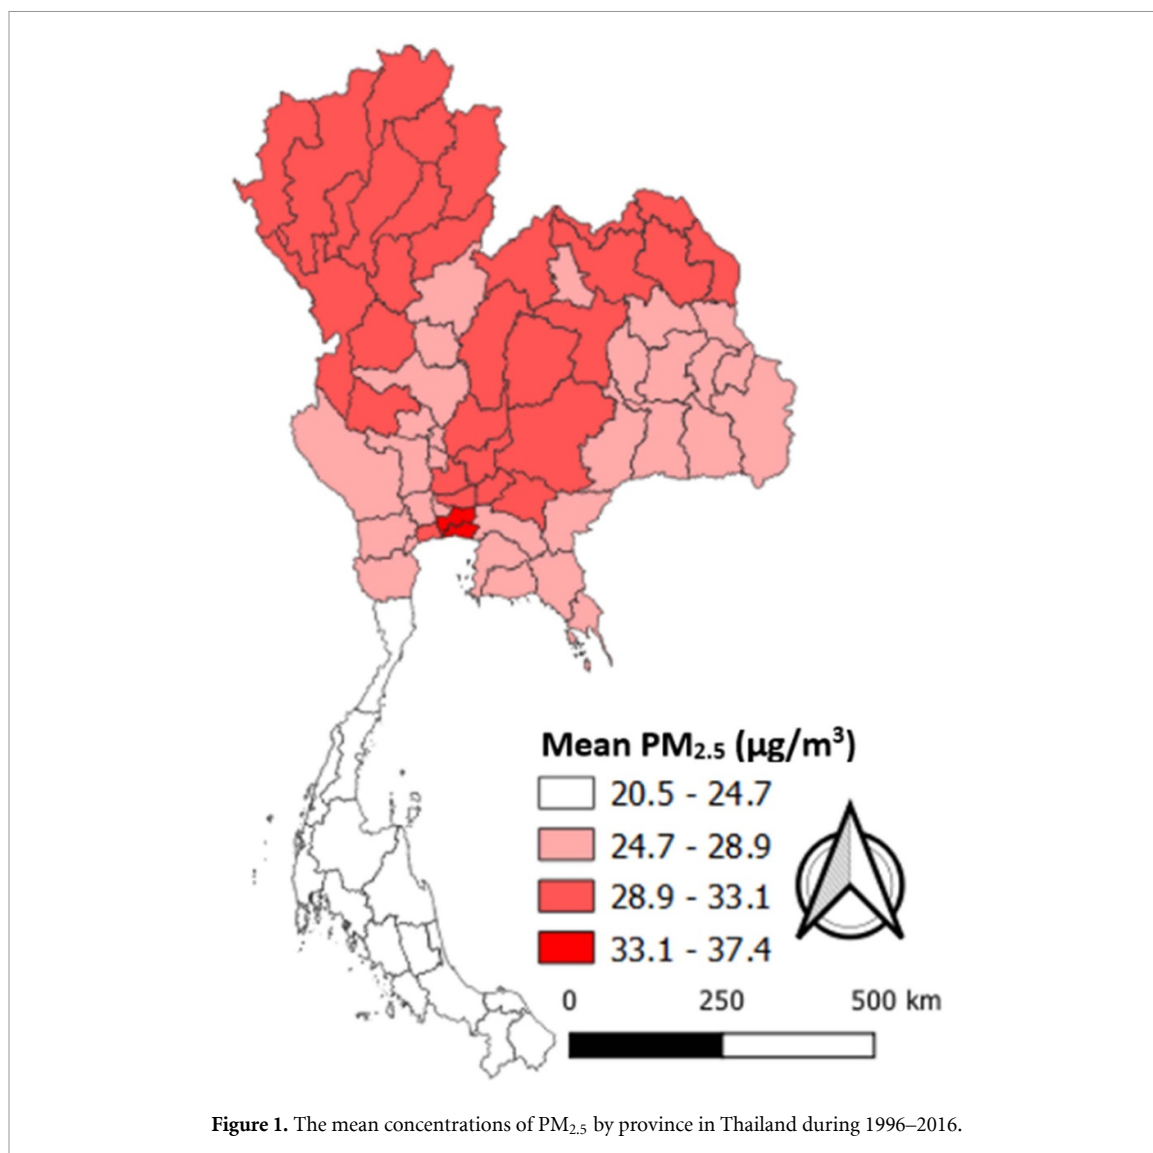 Mean PM2.5 (µg/m³)
20.5 - 24.7
24.7 - 28.9
28.9 - 33.1
33.1 - 37.4
0 250 500 km
Figure 1. The mean concentrations of PM2.5 by province in Thailand during 1996–2016.